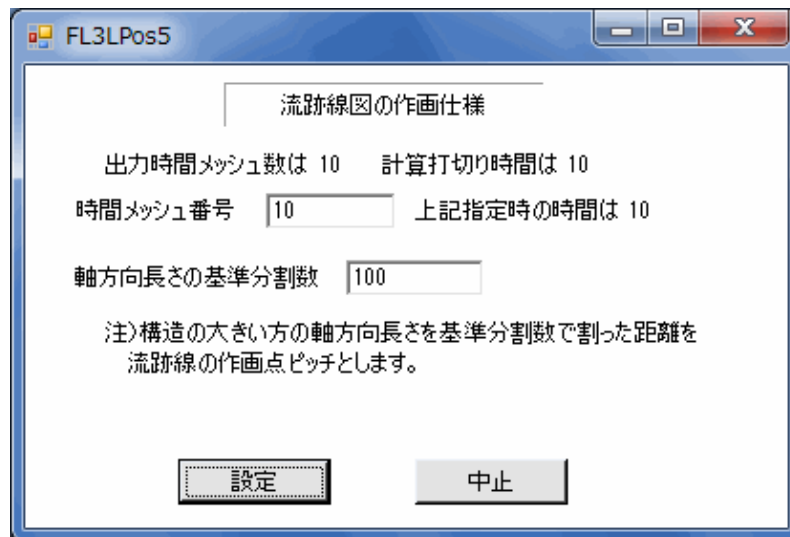 FL3LPos5
流跡線図の作画仕様
出力時間メッシュ数は 10 計算打切り時間は 10
時間メッシュ番号 10 上記指定時の時間は 10
軸方向長さの基準分割数 100
注)構造の大きい方の軸方向長さを基準分割数で割った距離を
流跡線の作画点ピッチとします。
設定 中止